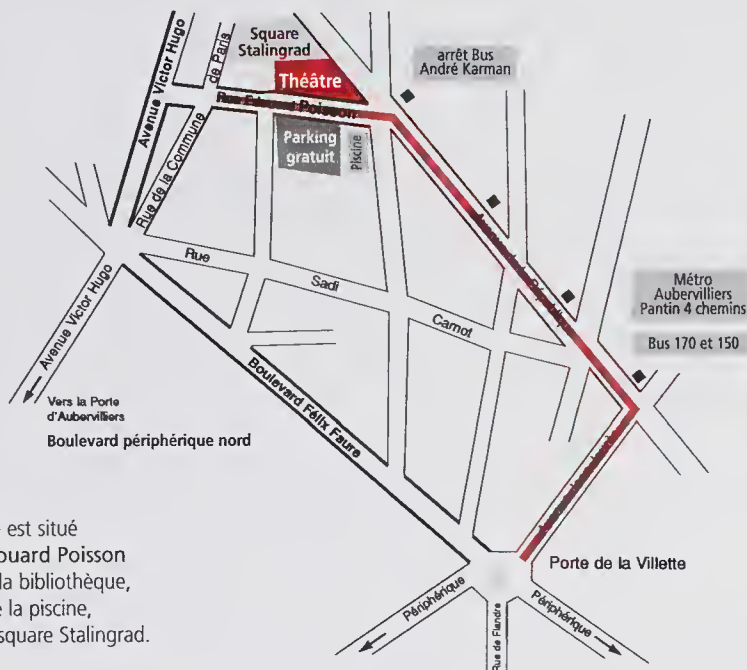 Square
Stalingrad
Théâtre
arrêt Bus
André Karman
Avenue Victor Hugo
de Paris
Rue Poisson
Rue de la Commune
Parking
gratuit
Piscine
Rue
Sadi
Carnot
République
Métro
Aubervilliers
Pantin 4 chemins
Bus 170 et 150
Avenue Victor Hugo
Vers la Porte
d'Aubervilliers
Boulevard périphérique nord
Boulevard Félix Faure
est situé
ouard Poisson
la bibliothèque,
la piscine,
square Stalingrad.
Porte de la Villette
Périphérique
Rue de Flandre
Périphérique